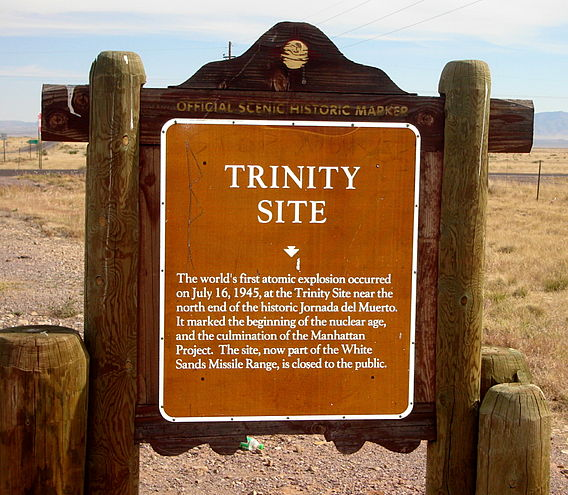 OFFICIAL SCENIC HISTORIC MARKER
TRINITY
SITE
The world's first atomic explosion occurred
on July 16, 1945, at the Trinity Site near the
north end of the historic Jornada del Muerto.
It marked the beginning of the nuclear age,
and the culmination of the Manhattan
Project. The site, now part of the White
Sands Missile Range, is closed to the public.